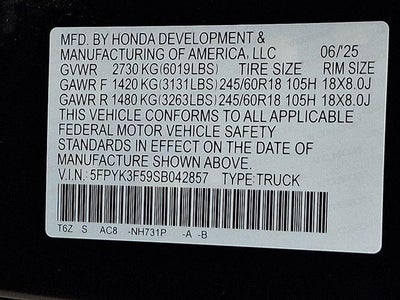 MFD. BY HONDA DEVELOPMENT &
MANUFACTURING OF AMERICA, LLC 06/'25
GVWR 2730 KG(6019LBS) TIRE SIZE RIM SIZE
GAWR F 1420 KG(3131LBS) 245/60R18 105H 18X8.0J
GAWR R 1480 KG(3263LBS) 245/60R18 105H 18X8.0J
THIS VEHICLE CONFORMS TO ALL APPLICABLE
FEDERAL MOTOR VEHICLE SAFETY
STANDARDS IN EFFECT ON THE DATE OF
MANUFACTURE SHOWN ABOVE.
V.I.N.: 5FPYK3F59SB042857 TYPE:TRUCK
T6Z S AC8 -NH731P -A -B